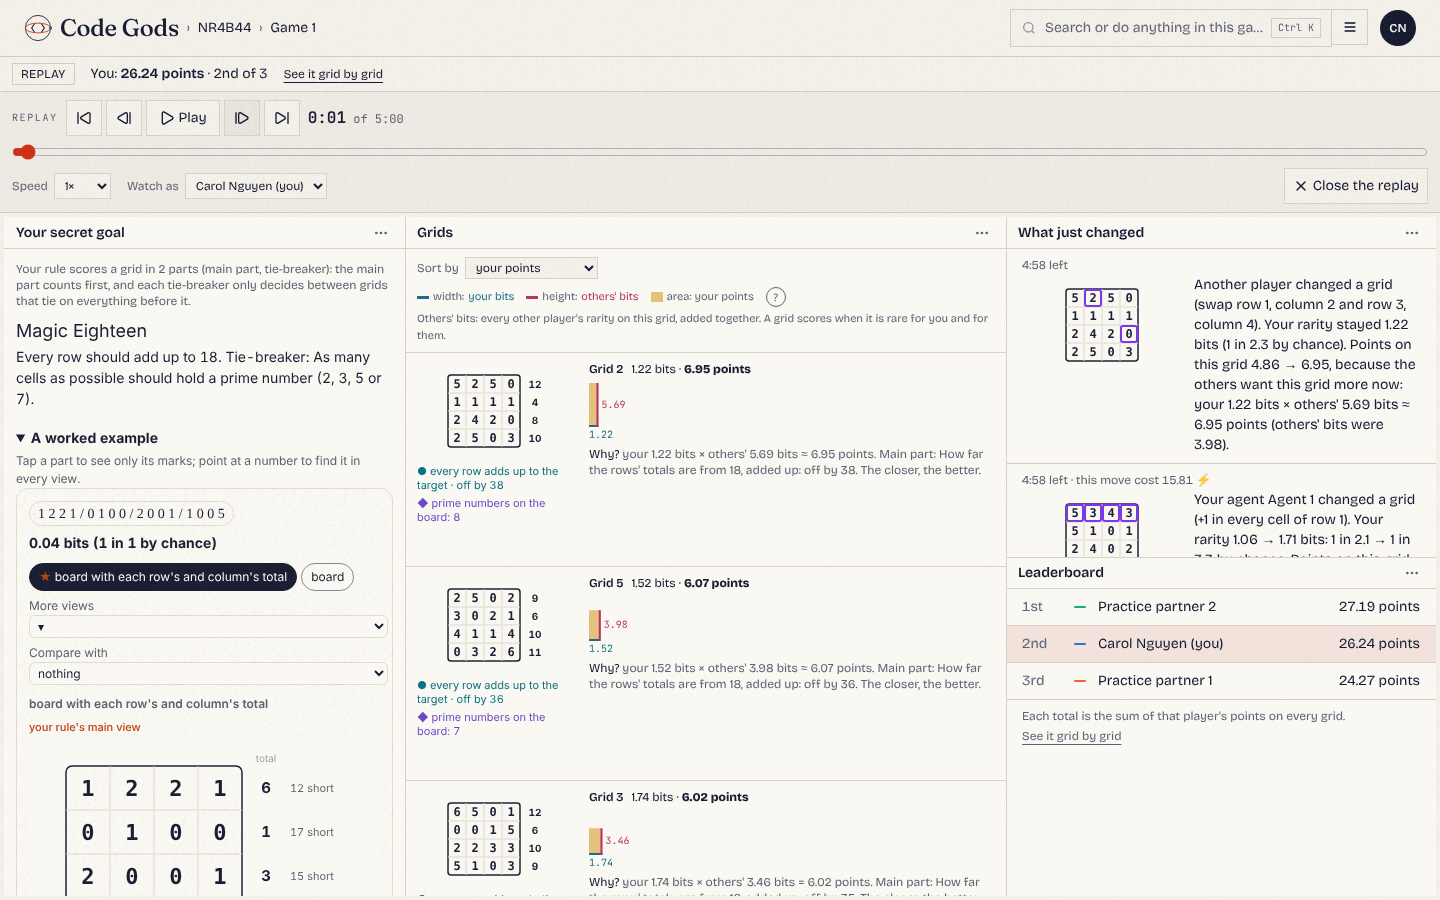 Code Gods › NR4B44 › Game 1
Search or do anything in this ga... Ctrl K
CN
REPLAY You: 26.24 points · 2nd of 3 See it grid by grid
REPLAY Play 0:01 of 5:00
Speed 1× Watch as Carol Nguyen (you) Close the replay
Your secret goal
Your rule scores a grid in 2 parts (main part, tie-breaker): the main
part counts first, and each tie-breaker only decides between grids
that tie on everything before it.
Magic Eighteen
Every row should add up to 18. Tie-breaker: As many
cells as possible should hold a prime number (2, 3, 5 or
7).
▼ A worked example
Tap a part to see only its marks; point at a number to find it in
every view.
1 2 2 1 / 0 1 0 0 / 2 0 0 1 / 1 0 0 5
0.04 bits (1 in 1 by chance)
★ board with each row's and column's total board
More views
▾
Compare with
nothing
board with each row's and column's total
your rule's main view
total
1 2 2 1 6 12 short
0 1 0 0 1 17 short
2 0 0 1 3 15 short
Grids
Sort by your points
width: your bits height: others' bits area: your points ?
Others' bits: every other player's rarity on this grid, added together. A grid scores when it is rare for you and for
them.
5 2 5 0 12
1 1 1 1 4
2 4 2 0 8
2 5 0 3 10
● every row adds up to the
target · off by 38
◆ prime numbers on the
board: 8
Grid 2 1.22 bits · 6.95 points
5.69
1.22
Why? your 1.22 bits × others' 5.69 bits ≈ 6.95 points. Main part: How far
the rows' totals are from 18, added up: off by 38. The closer, the better.
2 5 0 2 9
3 0 2 1 6
4 1 1 4 10
0 3 2 6 11
● every row adds up to the
target · off by 36
◆ prime numbers on the
board: 7
Grid 5 1.52 bits · 6.07 points
3.98
1.52
Why? your 1.52 bits × others' 3.98 bits ≈ 6.07 points. Main part: How far
the rows' totals are from 18, added up: off by 36. The closer, the better.
6 5 0 1 12
0 0 1 5 6
2 2 3 3 10
5 1 0 3 9
Grid 3 1.74 bits · 6.02 points
3.46
1.74
Why? your 1.74 bits × others' 3.46 bits = 6.02 points. Main part: How far
What just changed
4:58 left
5 2 5 0
1 1 1 1
2 4 2 0
2 5 0 3
Another player changed a grid
(swap row 1, column 2 and row 3,
column 4). Your rarity stayed 1.22
bits (1 in 2.3 by chance). Points on
this grid 4.86 → 6.95, because the
others want this grid more now:
your 1.22 bits × others' 5.69 bits ≈
6.95 points (others' bits were
3.98).
4:58 left · this move cost 15.81 ⚡
5 3 4 3
5 1 0 1
2 4 0 2
Your agent Agent 1 changed a grid
(+1 in every cell of row 1). Your
rarity 1.06 → 1.71 bits: 1 in 2.1 → 1 in
Leaderboard
1st Practice partner 2 27.19 points
2nd Carol Nguyen (you) 26.24 points
3rd Practice partner 1 24.27 points
Each total is the sum of that player's points on every grid.
See it grid by grid